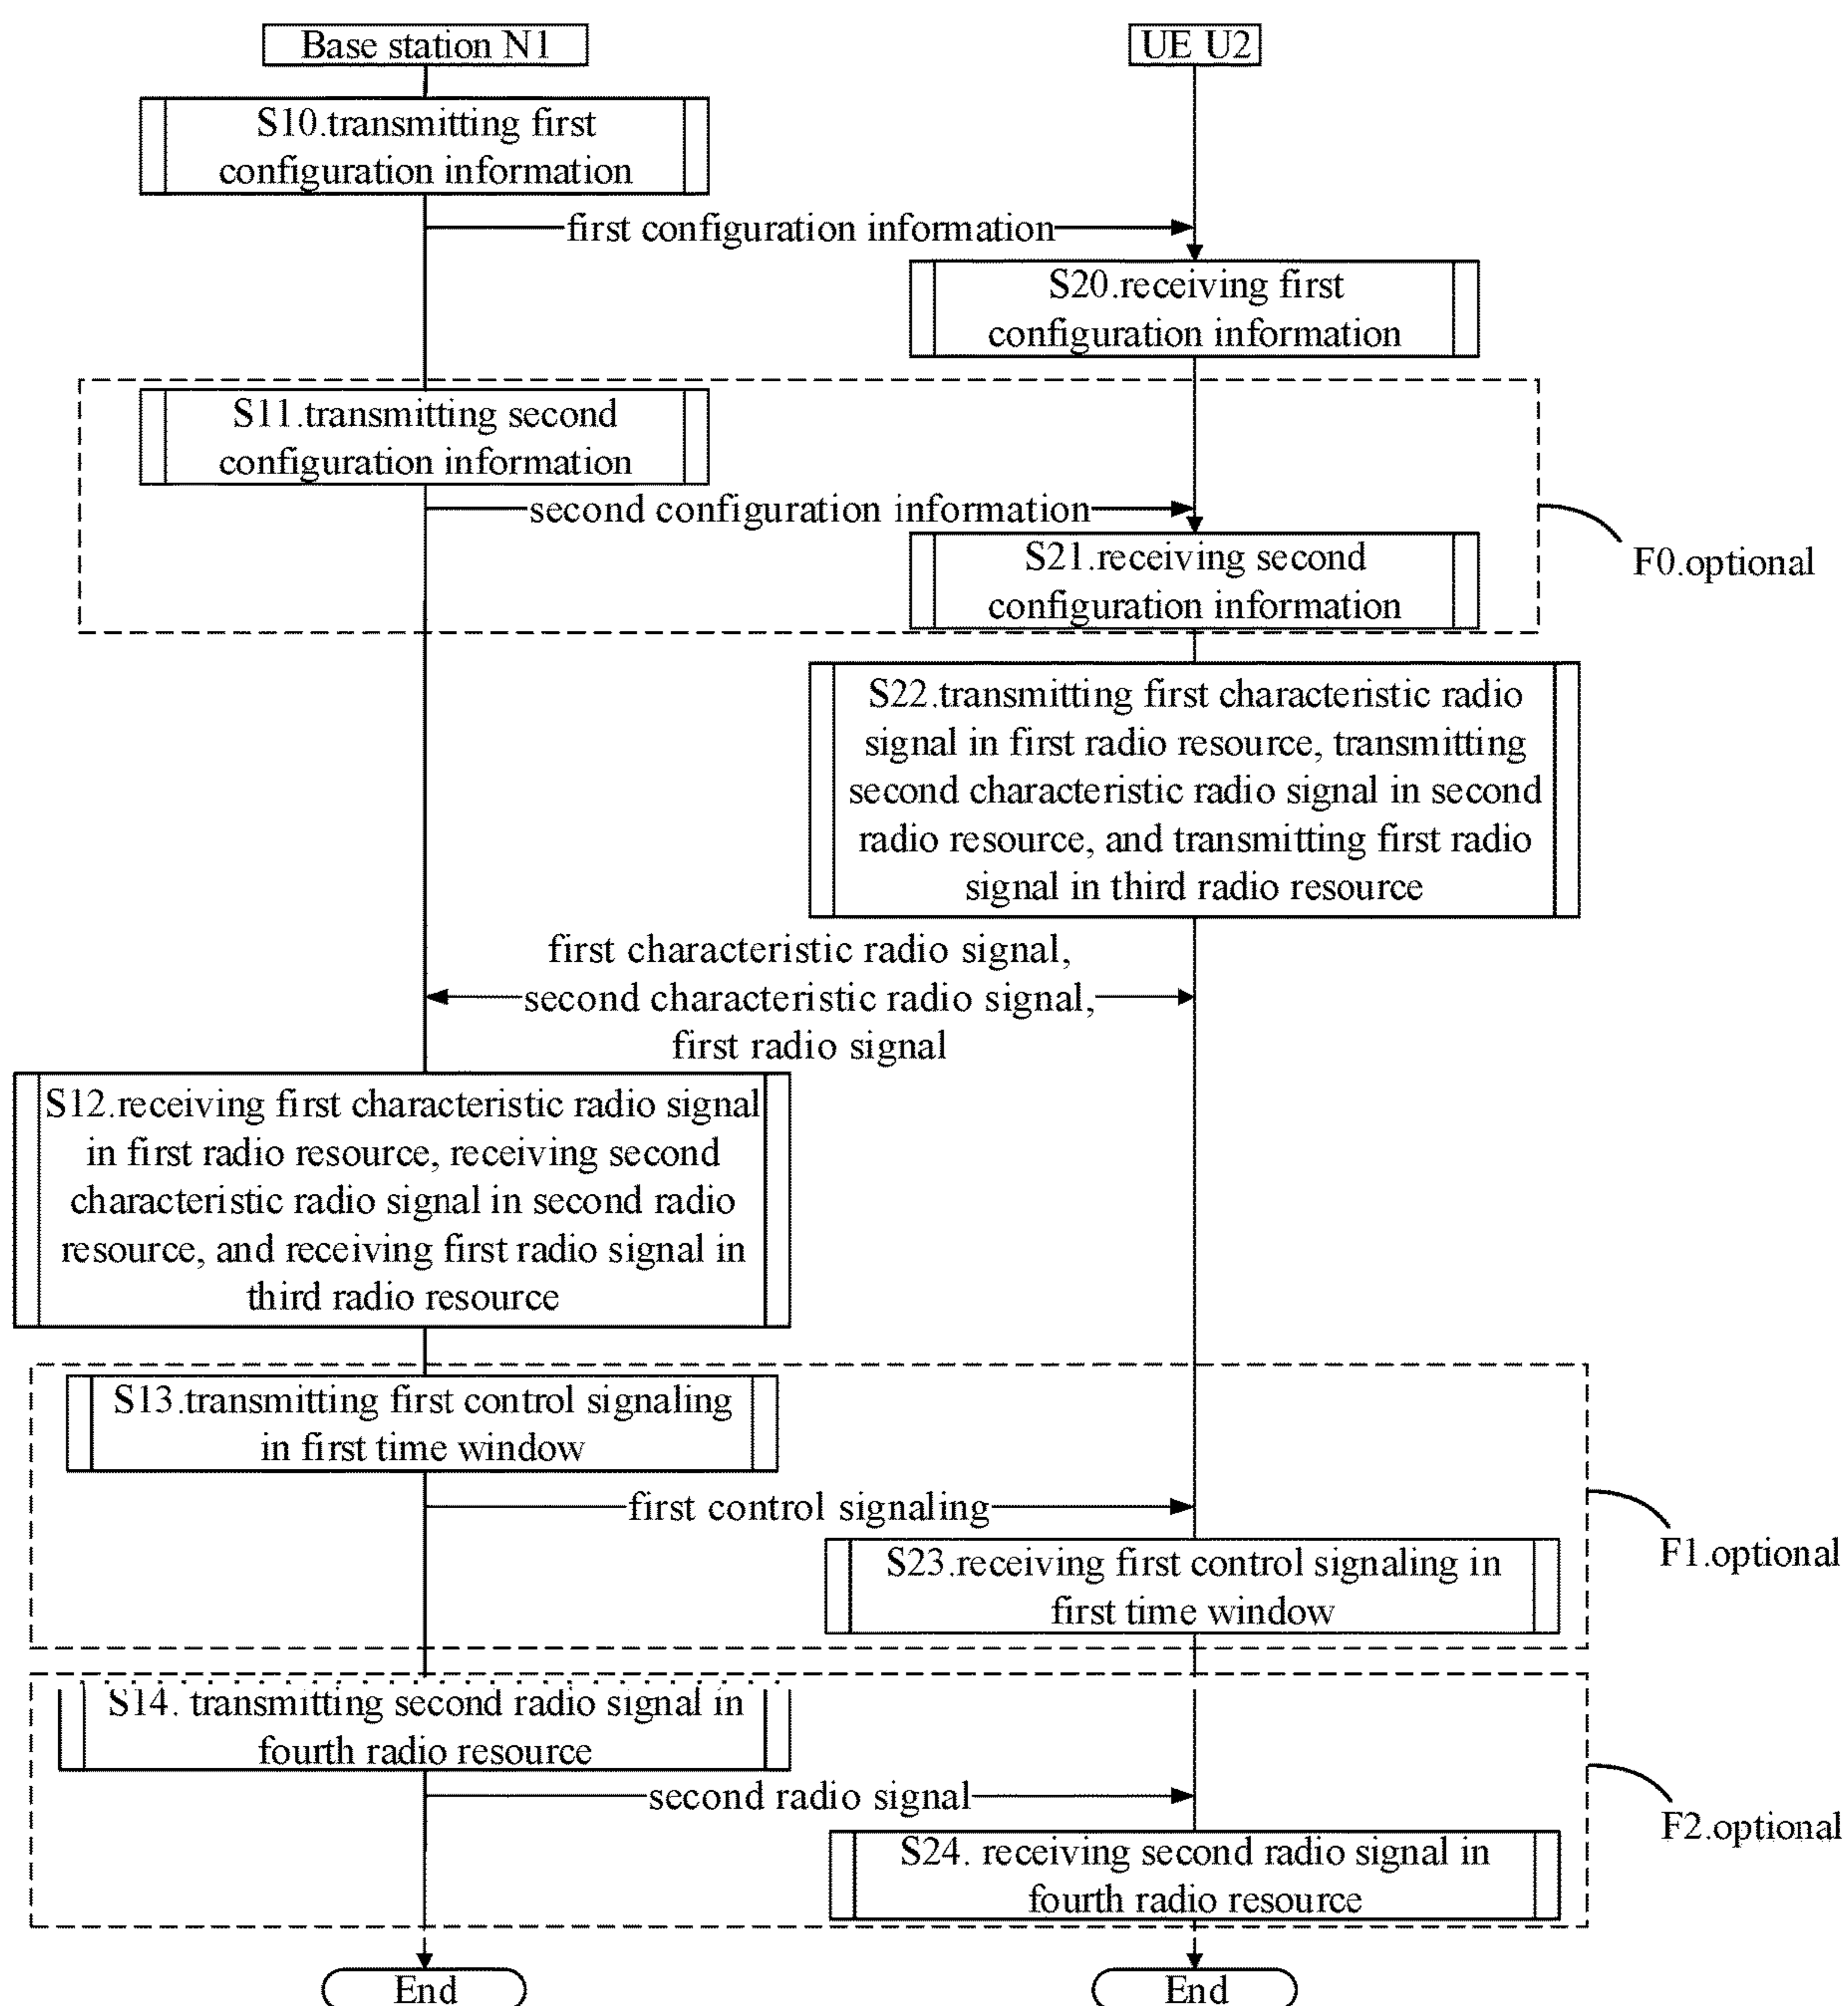 Base station N1
UE U2
S10.transmitting first
configuration information
first configuration information
S20.receiving first
configuration information
S11.transmitting second
configuration information
second configuration information
S21.receiving second
configuration information
F0.optional
S22.transmitting first characteristic radio
signal in first radio resource, transmitting
second characteristic radio signal in second
radio resource, and transmitting first radio
signal in third radio resource
first characteristic radio signal,
second characteristic radio signal,
first radio signal
S12.receiving first characteristic radio signal
in first radio resource, receiving second
characteristic radio signal in second radio
resource, and receiving first radio signal in
third radio resource
S13.transmitting first control signaling
in first time window
first control signaling
S23.receiving first control signaling in
first time window
F1.optional
S14. transmitting second radio signal in
fourth radio resource
second radio signal
S24. receiving second radio signal in
fourth radio resource
F2.optional
End
End